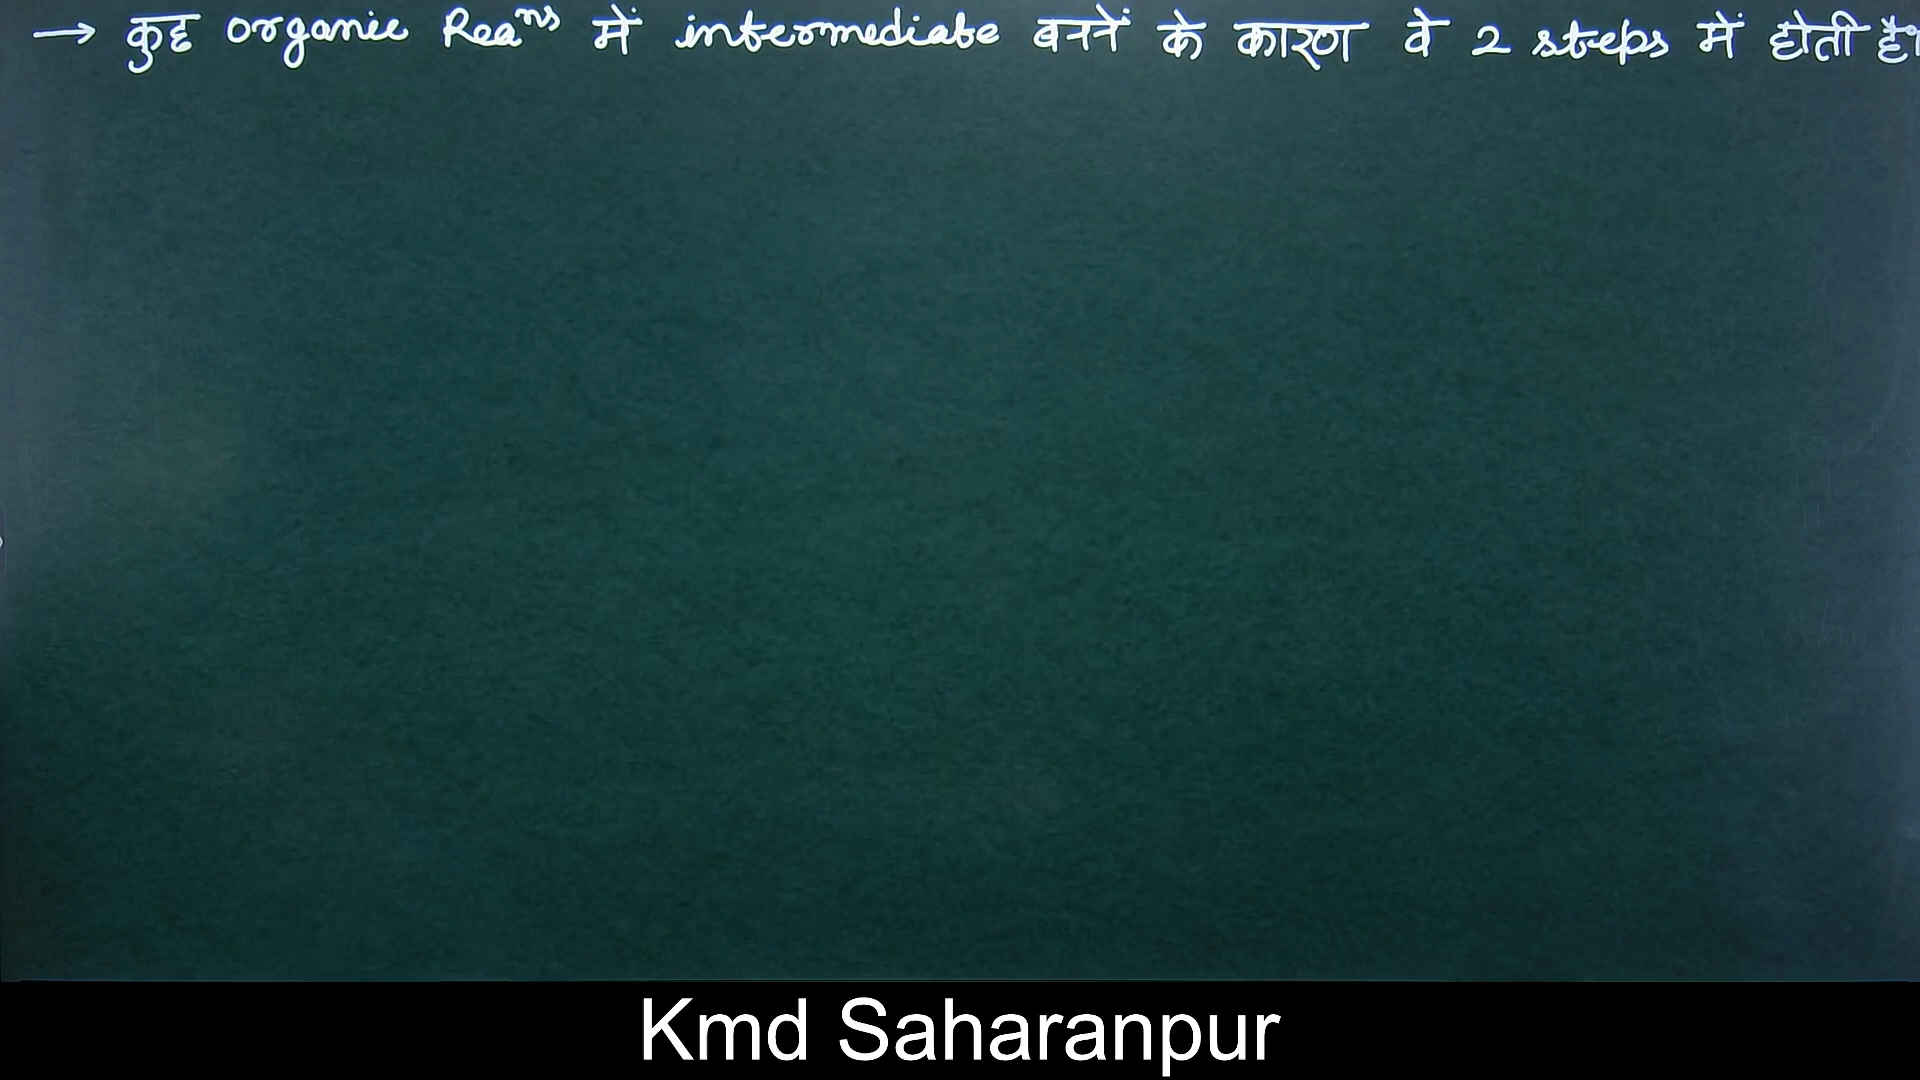 → कुछ organic Reaⁿˢ में intermediate बननें के कारण वे 2 steps में होती हैं।
Kmd Saharanpur